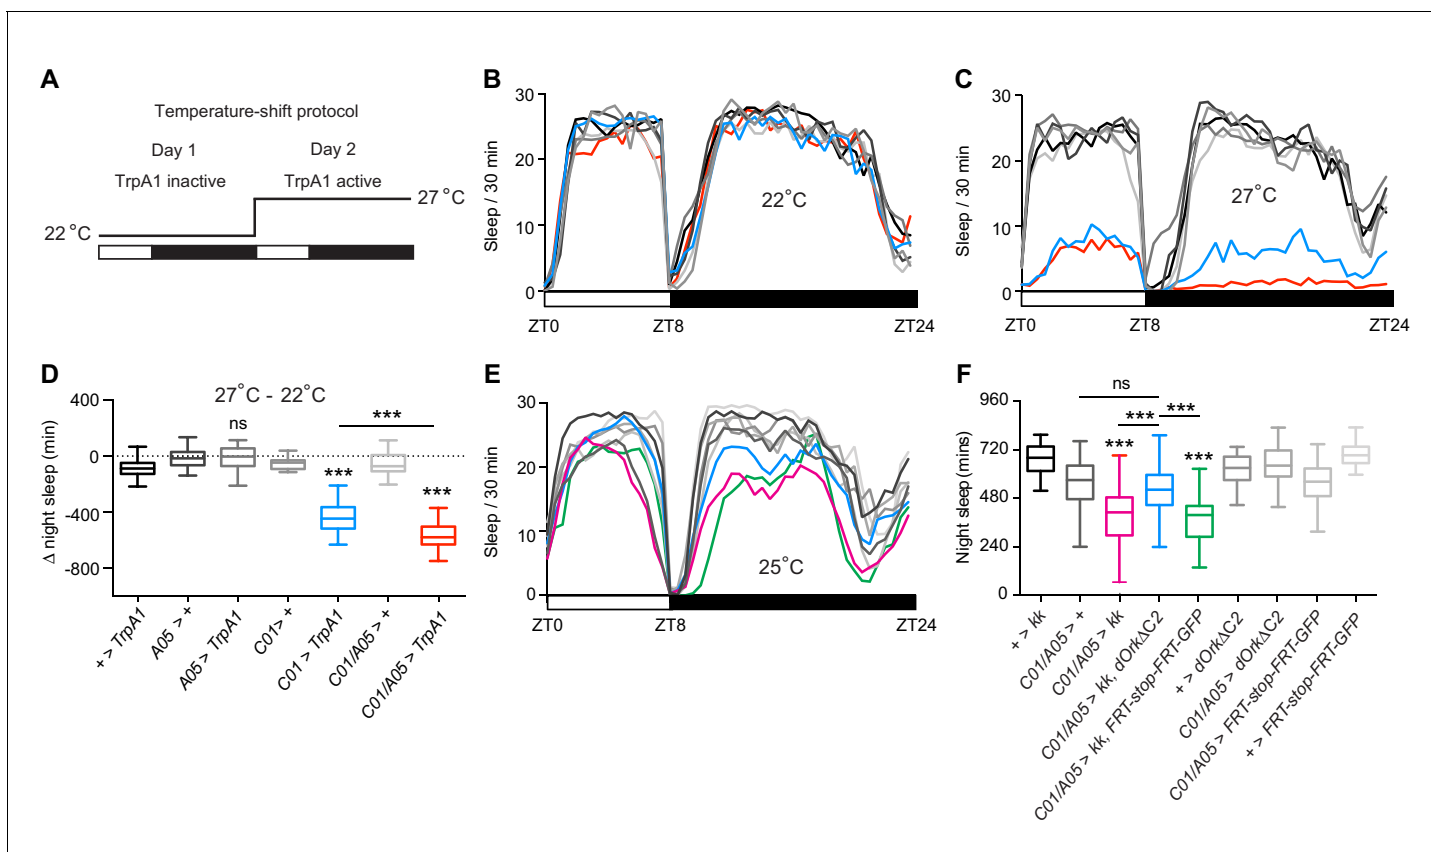 A
Temperature-shift protocol
Day 1
Day 2
TrpA1 inactive
TrpA1 active
27 °C
22 °C
B
Sleep / 30 min
30
20
10
0
22°C
ZT0
ZT8
ZT24
C
Sleep / 30 min
30
20
10
0
27°C
ZT0
ZT8
ZT24
D
27°C - 22°C
Δ night sleep (min)
400
0
-400
-800
ns
***
***
***
+ > TrpA1
A05 > +
A05 > TrpA1
C01> +
C01 > TrpA1
C01/A05 > +
C01/A05 > TrpA1
E
Sleep / 30 min
30
20
10
0
25°C
ZT0
ZT8
ZT24
F
Night sleep (mins)
960
720
480
240
0
ns
*** ***
***
***
+ > kk
C01/A05 > +
C01/A05 > kk
C01/A05 > kk, dOrkΔC2
C01/A05 > kk, FRT-stop-FRT-GFP
+ > dOrkΔC2
C01/A05 > dOrkΔC2
C01/A05 > FRT-stop-FRT-GFP
+ > FRT-stop-FRT-GFP